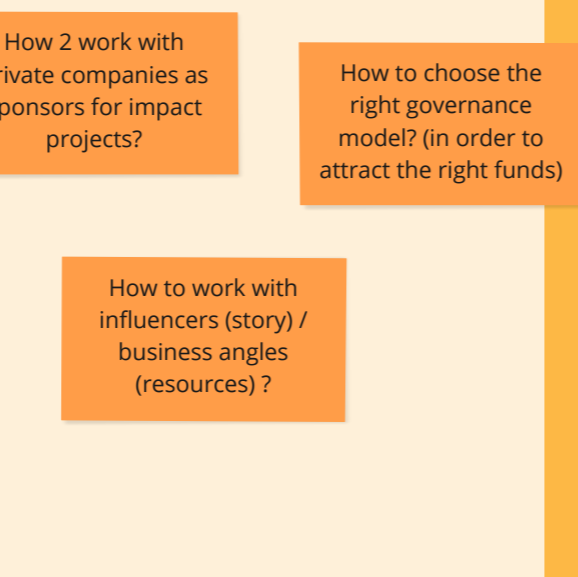 How 2 work with
rivate companies as
ponsors for impact
projects?
How to choose the
right governance
model? (in order to
attract the right funds)
How to work with
influencers (story) /
business angles
(resources) ?